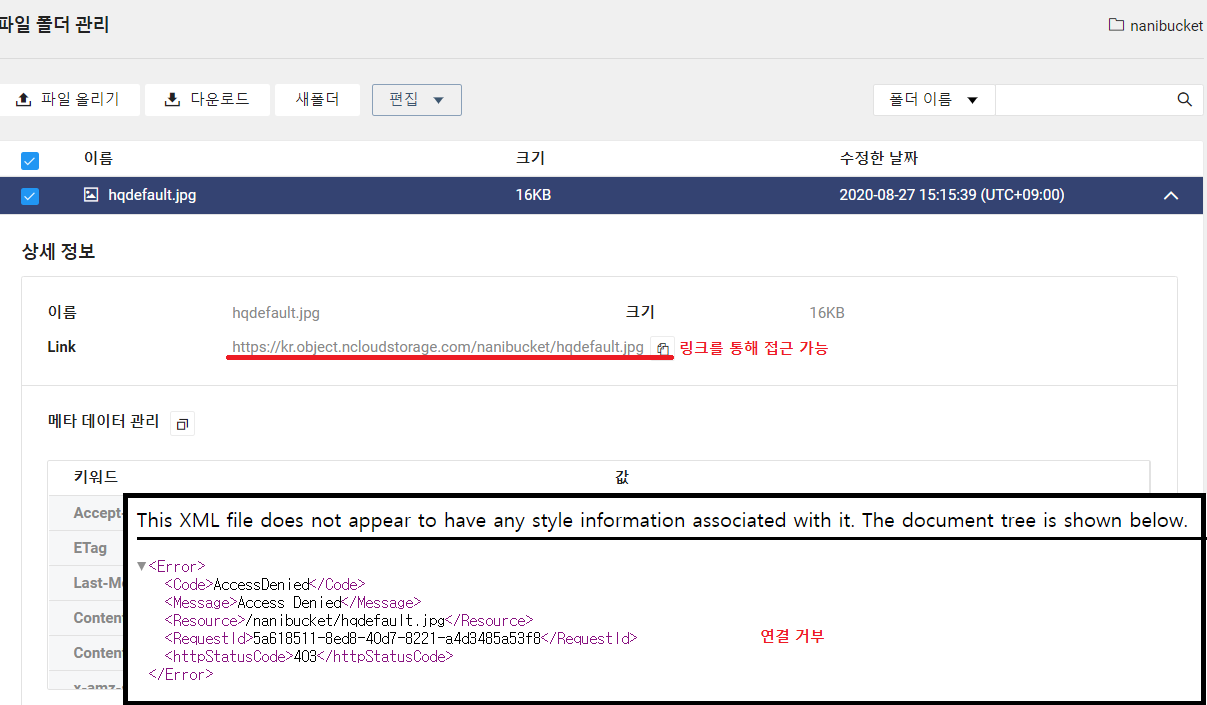 파일 폴더 관리
nanibucket
파일 올리기 다운로드 새폴더 편집 폴더 이름
이름 크기 수정한 날짜
hqdefault.jpg 16KB 2020-08-27 15:15:39 (UTC+09:00)
상세 정보
이름 hqdefault.jpg 크기 16KB
Link https://kr.object.ncloudstorage.com/nanibucket/hqdefault.jpg 링크를 통해 접근 가능
메타 데이터 관리
키워드 값
Accept-
ETag
Last-Mo
Conten
Conten
x-amz-
This XML file does not appear to have any style information associated with it. The document tree is shown below.
▼<Error>
<Code>AccessDenied</Code>
<Message>Access Denied</Message>
<Resource>/nanibucket/hqdefault.jpg</Resource>
<RequestId>5a618511-8ed8-40d7-8221-a4d3485a53f8</RequestId>
연결 거부
<httpStatusCode>403</httpStatusCode>
</Error>